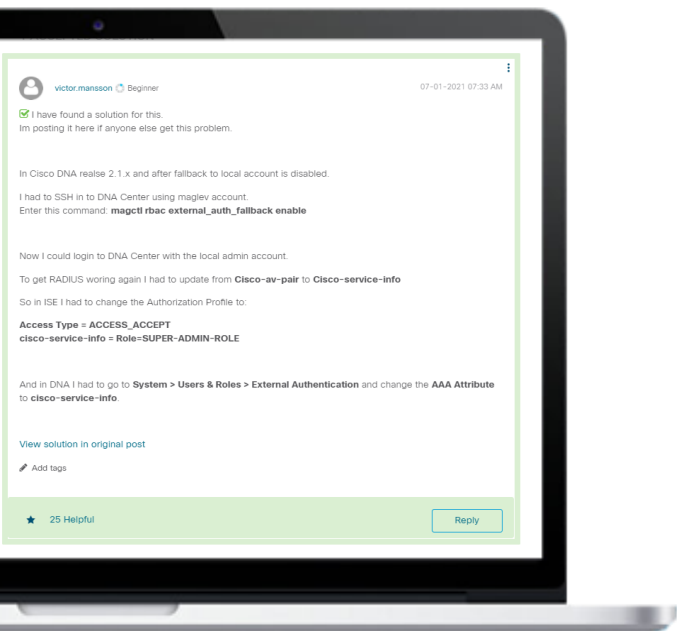 victor.mansson Beginner
07-01-2021 07:33 AM
I have found a solution for this.
Im posting it here if anyone else get this problem.
In Cisco DNA realse 2.1.x and after fallback to local account is disabled.
I had to SSH in to DNA Center using maglev account.
Enter this command: magctl rbac external_auth_fallback enable
Now I could login to DNA Center with the local admin account.
To get RADIUS woring again I had to update from Cisco-av-pair to Cisco-service-info
So in ISE I had to change the Authorization Profile to:
Access Type = ACCESS_ACCEPT
cisco-service-info = Role=SUPER-ADMIN-ROLE
And in DNA I had to go to System > Users & Roles > External Authentication and change the AAA Attribute
to cisco-service-info.
View solution in original post
Add tags
25 Helpful
Reply